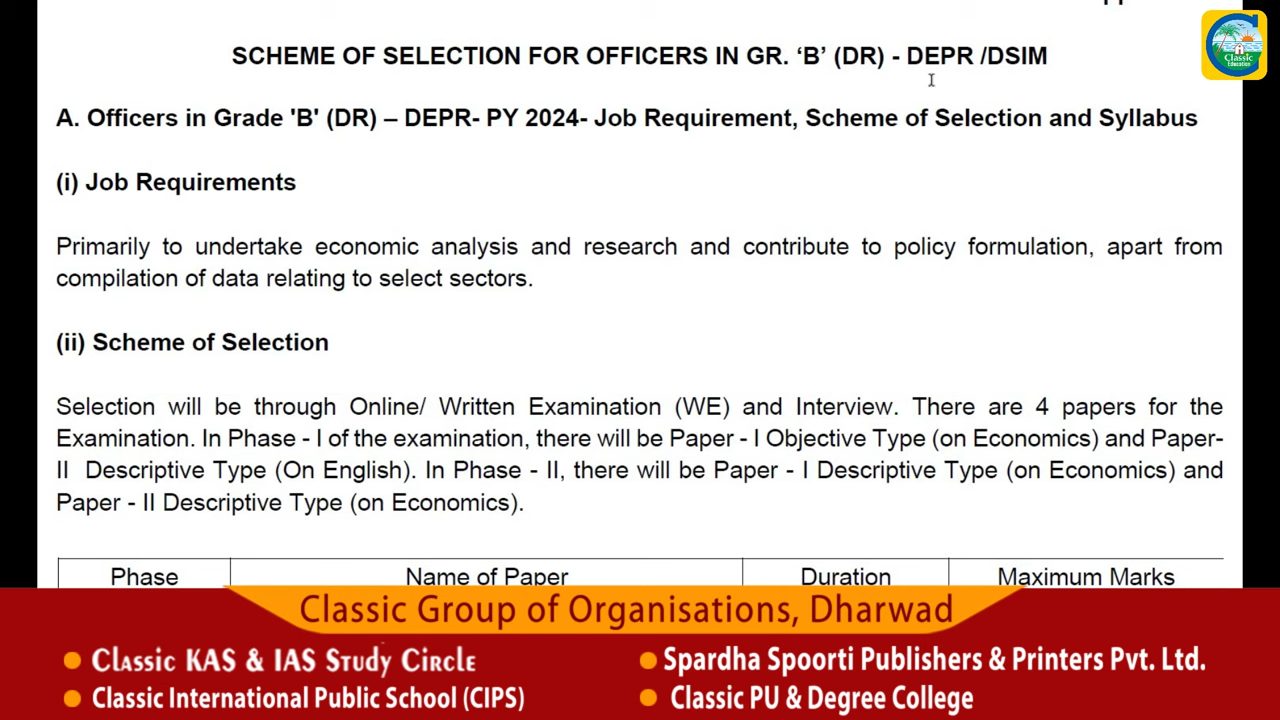 SCHEME OF SELECTION FOR OFFICERS IN GR. ‘B’ (DR) - DEPR /DSIM
Classic
Education
A. Officers in Grade 'B' (DR) – DEPR- PY 2024- Job Requirement, Scheme of Selection and Syllabus
(i) Job Requirements
Primarily to undertake economic analysis and research and contribute to policy formulation, apart from
compilation of data relating to select sectors.
(ii) Scheme of Selection
Selection will be through Online/ Written Examination (WE) and Interview. There are 4 papers for the
Examination. In Phase - I of the examination, there will be Paper - I Objective Type (on Economics) and Paper-
II Descriptive Type (On English). In Phase - II, there will be Paper - I Descriptive Type (on Economics) and
Paper - II Descriptive Type (on Economics).
Phase Name of Paper Duration Maximum Marks
Classic Group of Organisations, Dharwad
Classic KAS & IAS Study Circle
Spardha Spoorti Publishers & Printers Pvt. Ltd.
Classic International Public School (CIPS)
Classic PU & Degree College